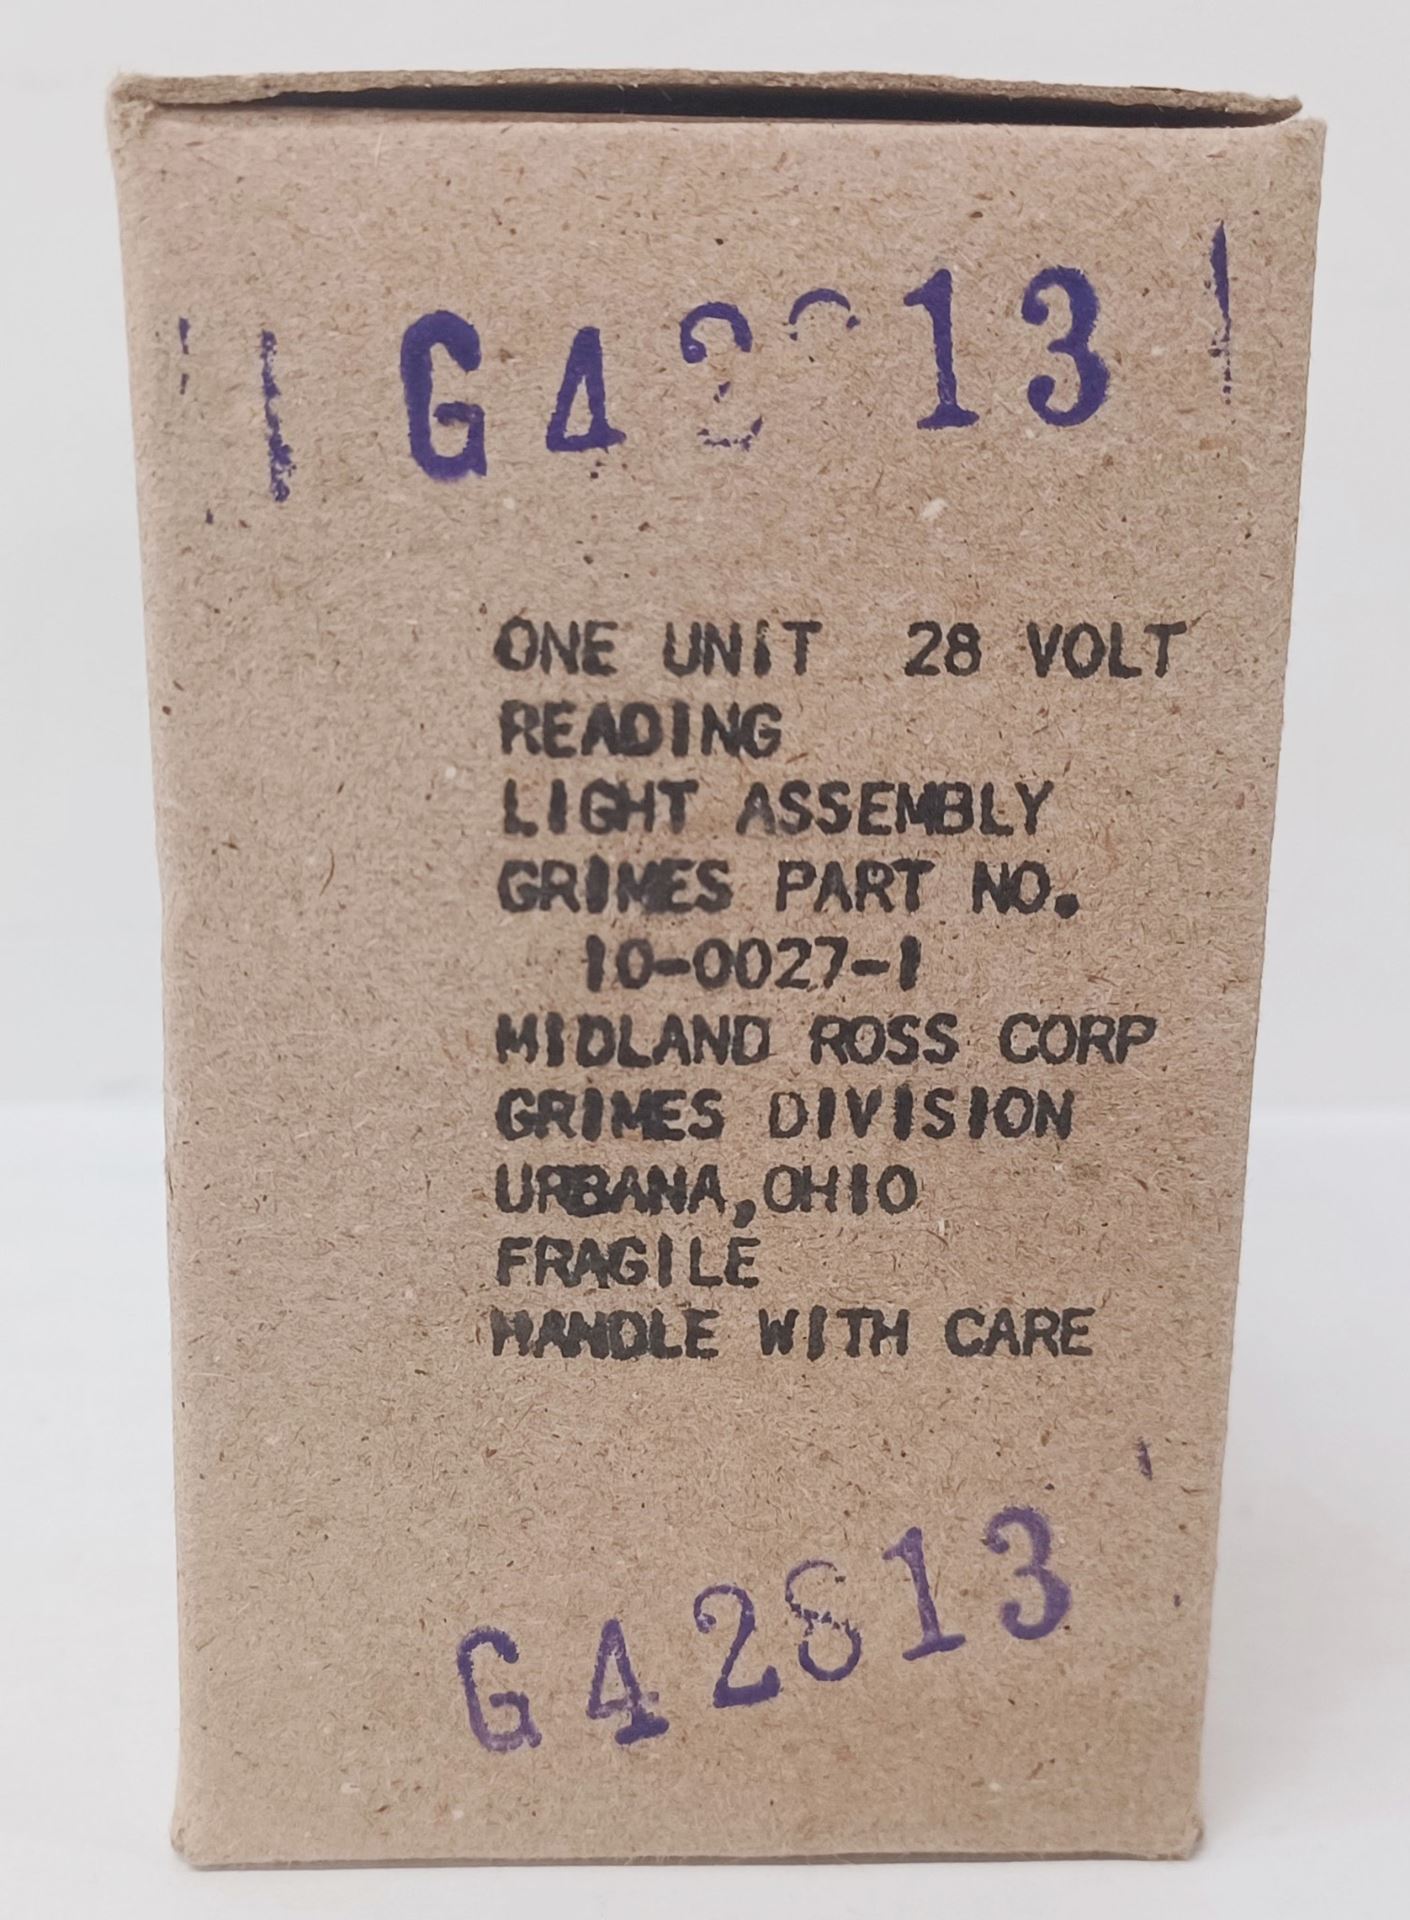 G42813
ONE UNIT 28 VOLT
READING
LIGHT ASSEMBLY
GRIMES PART NO.
10-0027-1
MIDLAND ROSS CORP
GRIMES DIVISION
URBANA,OHIO
FRAGILE
HANDLE WITH CARE
G42813